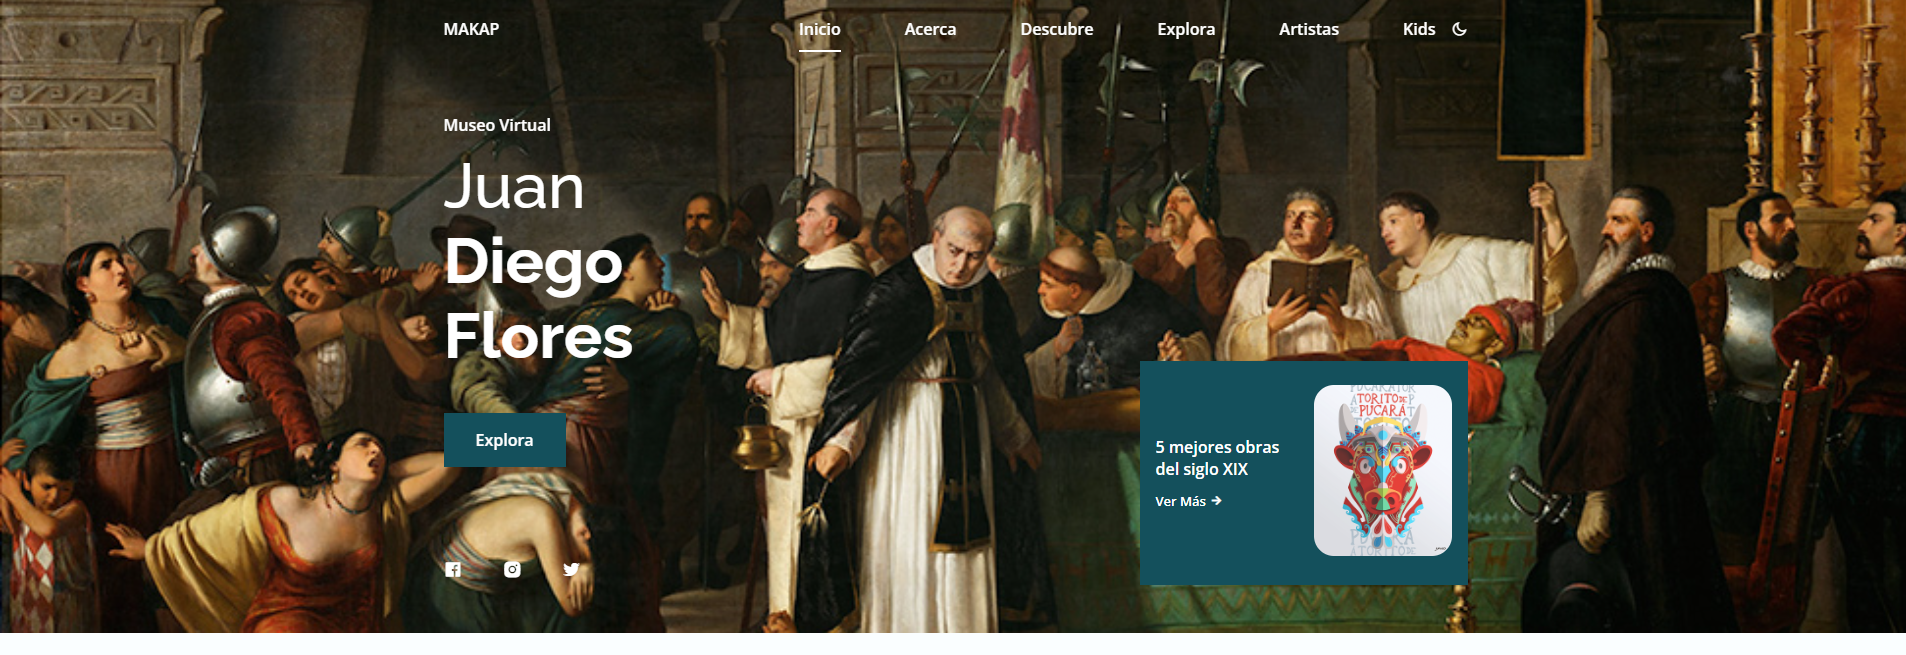 MAKAP
Inicio
Acerca
Descubre
Explora
Artistas
Kids
Museo Virtual
Juan
Diego
Flores
Explora
5 mejores obras
del siglo XIX
Ver Más
TORITO DE
PUCARÁ